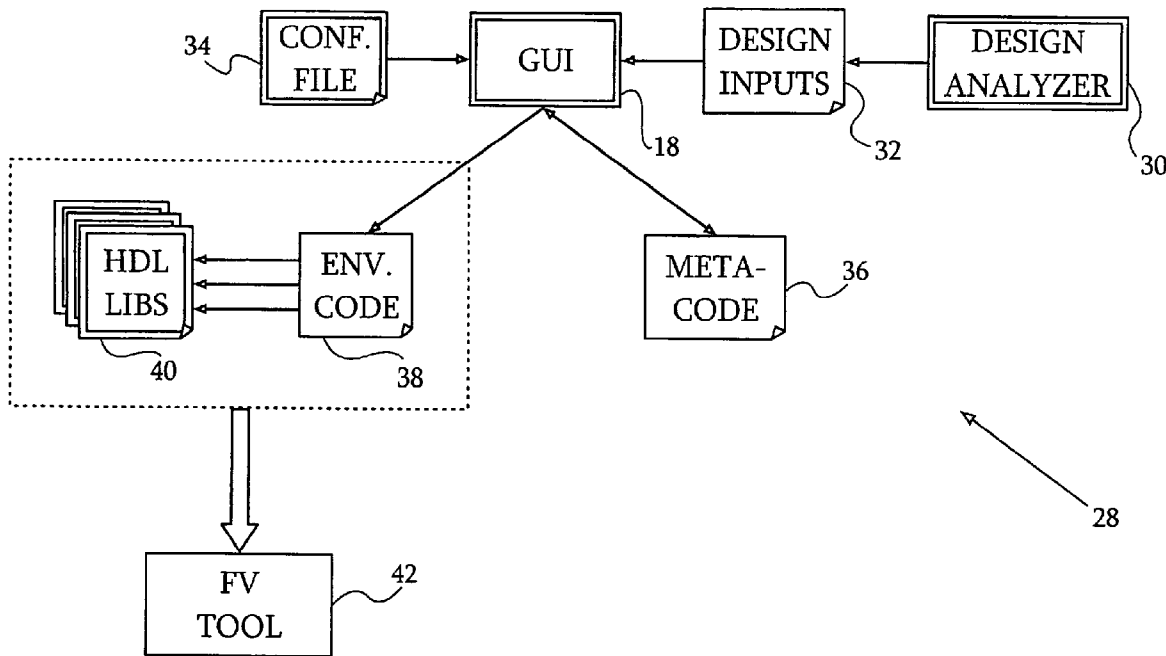 34
CONF.
FILE
GUI
18
DESIGN
INPUTS
32
DESIGN
ANALYZER
30
HDL
LIBS
40
ENV.
CODE
38
META-
CODE
36
28
FV
TOOL
42